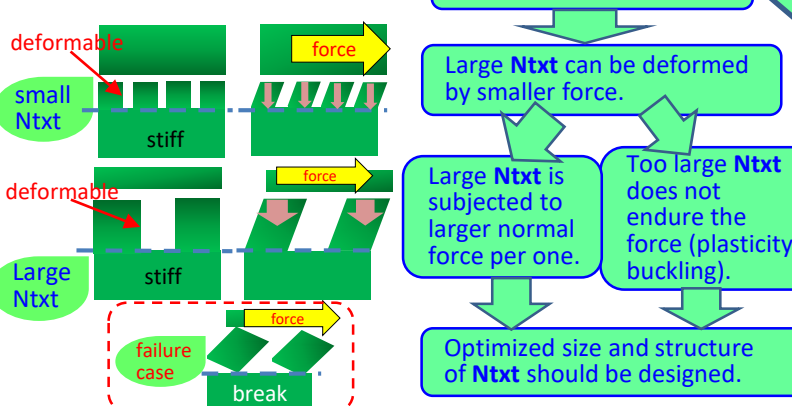 deformable
force
small
Ntxt
stiff
deformable
force
Large
Ntxt
stiff
force
failure
case
break
Large Ntxt can be deformed
by smaller force.
Large Ntxt is
subjected to
larger normal
force per one.
Too large Ntxt
does not
endure the
force (plasticity
buckling).
Optimized size and structure
of Ntxt should be designed.